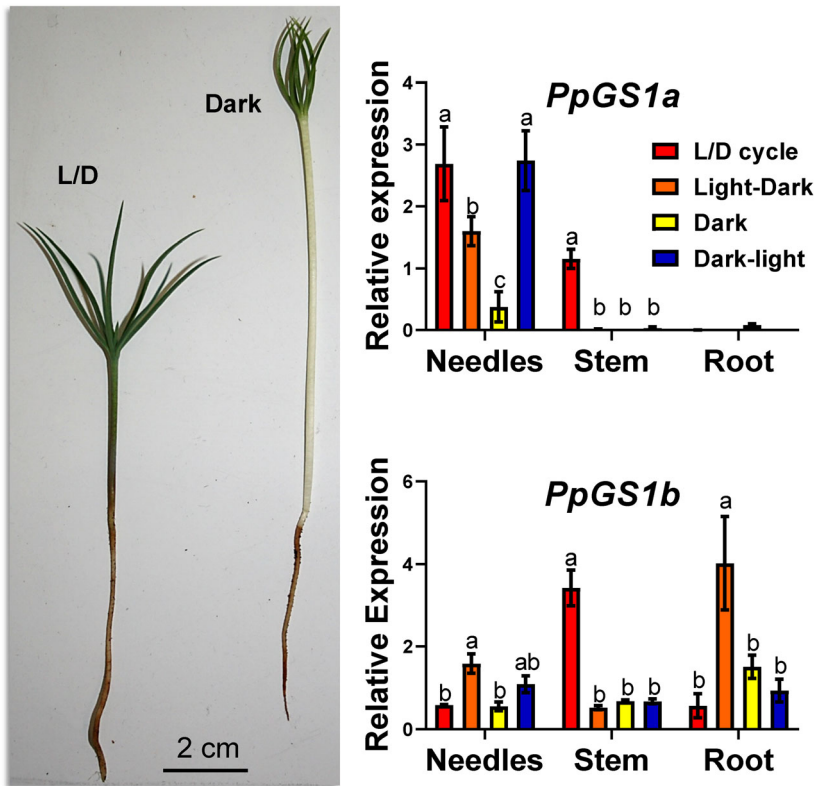 Dark
L/D
2 cm
PpGS1a
Relative expression
4
3
2
1
0
a
b
c
a
a
b b b
L/D cycle
Light-Dark
Dark
Dark-light
Needles Stem Root
PpGS1b
Relative Expression
6
4
2
0
b
a
b
ab
a
b b b
b
a
b
b
Needles Stem Root